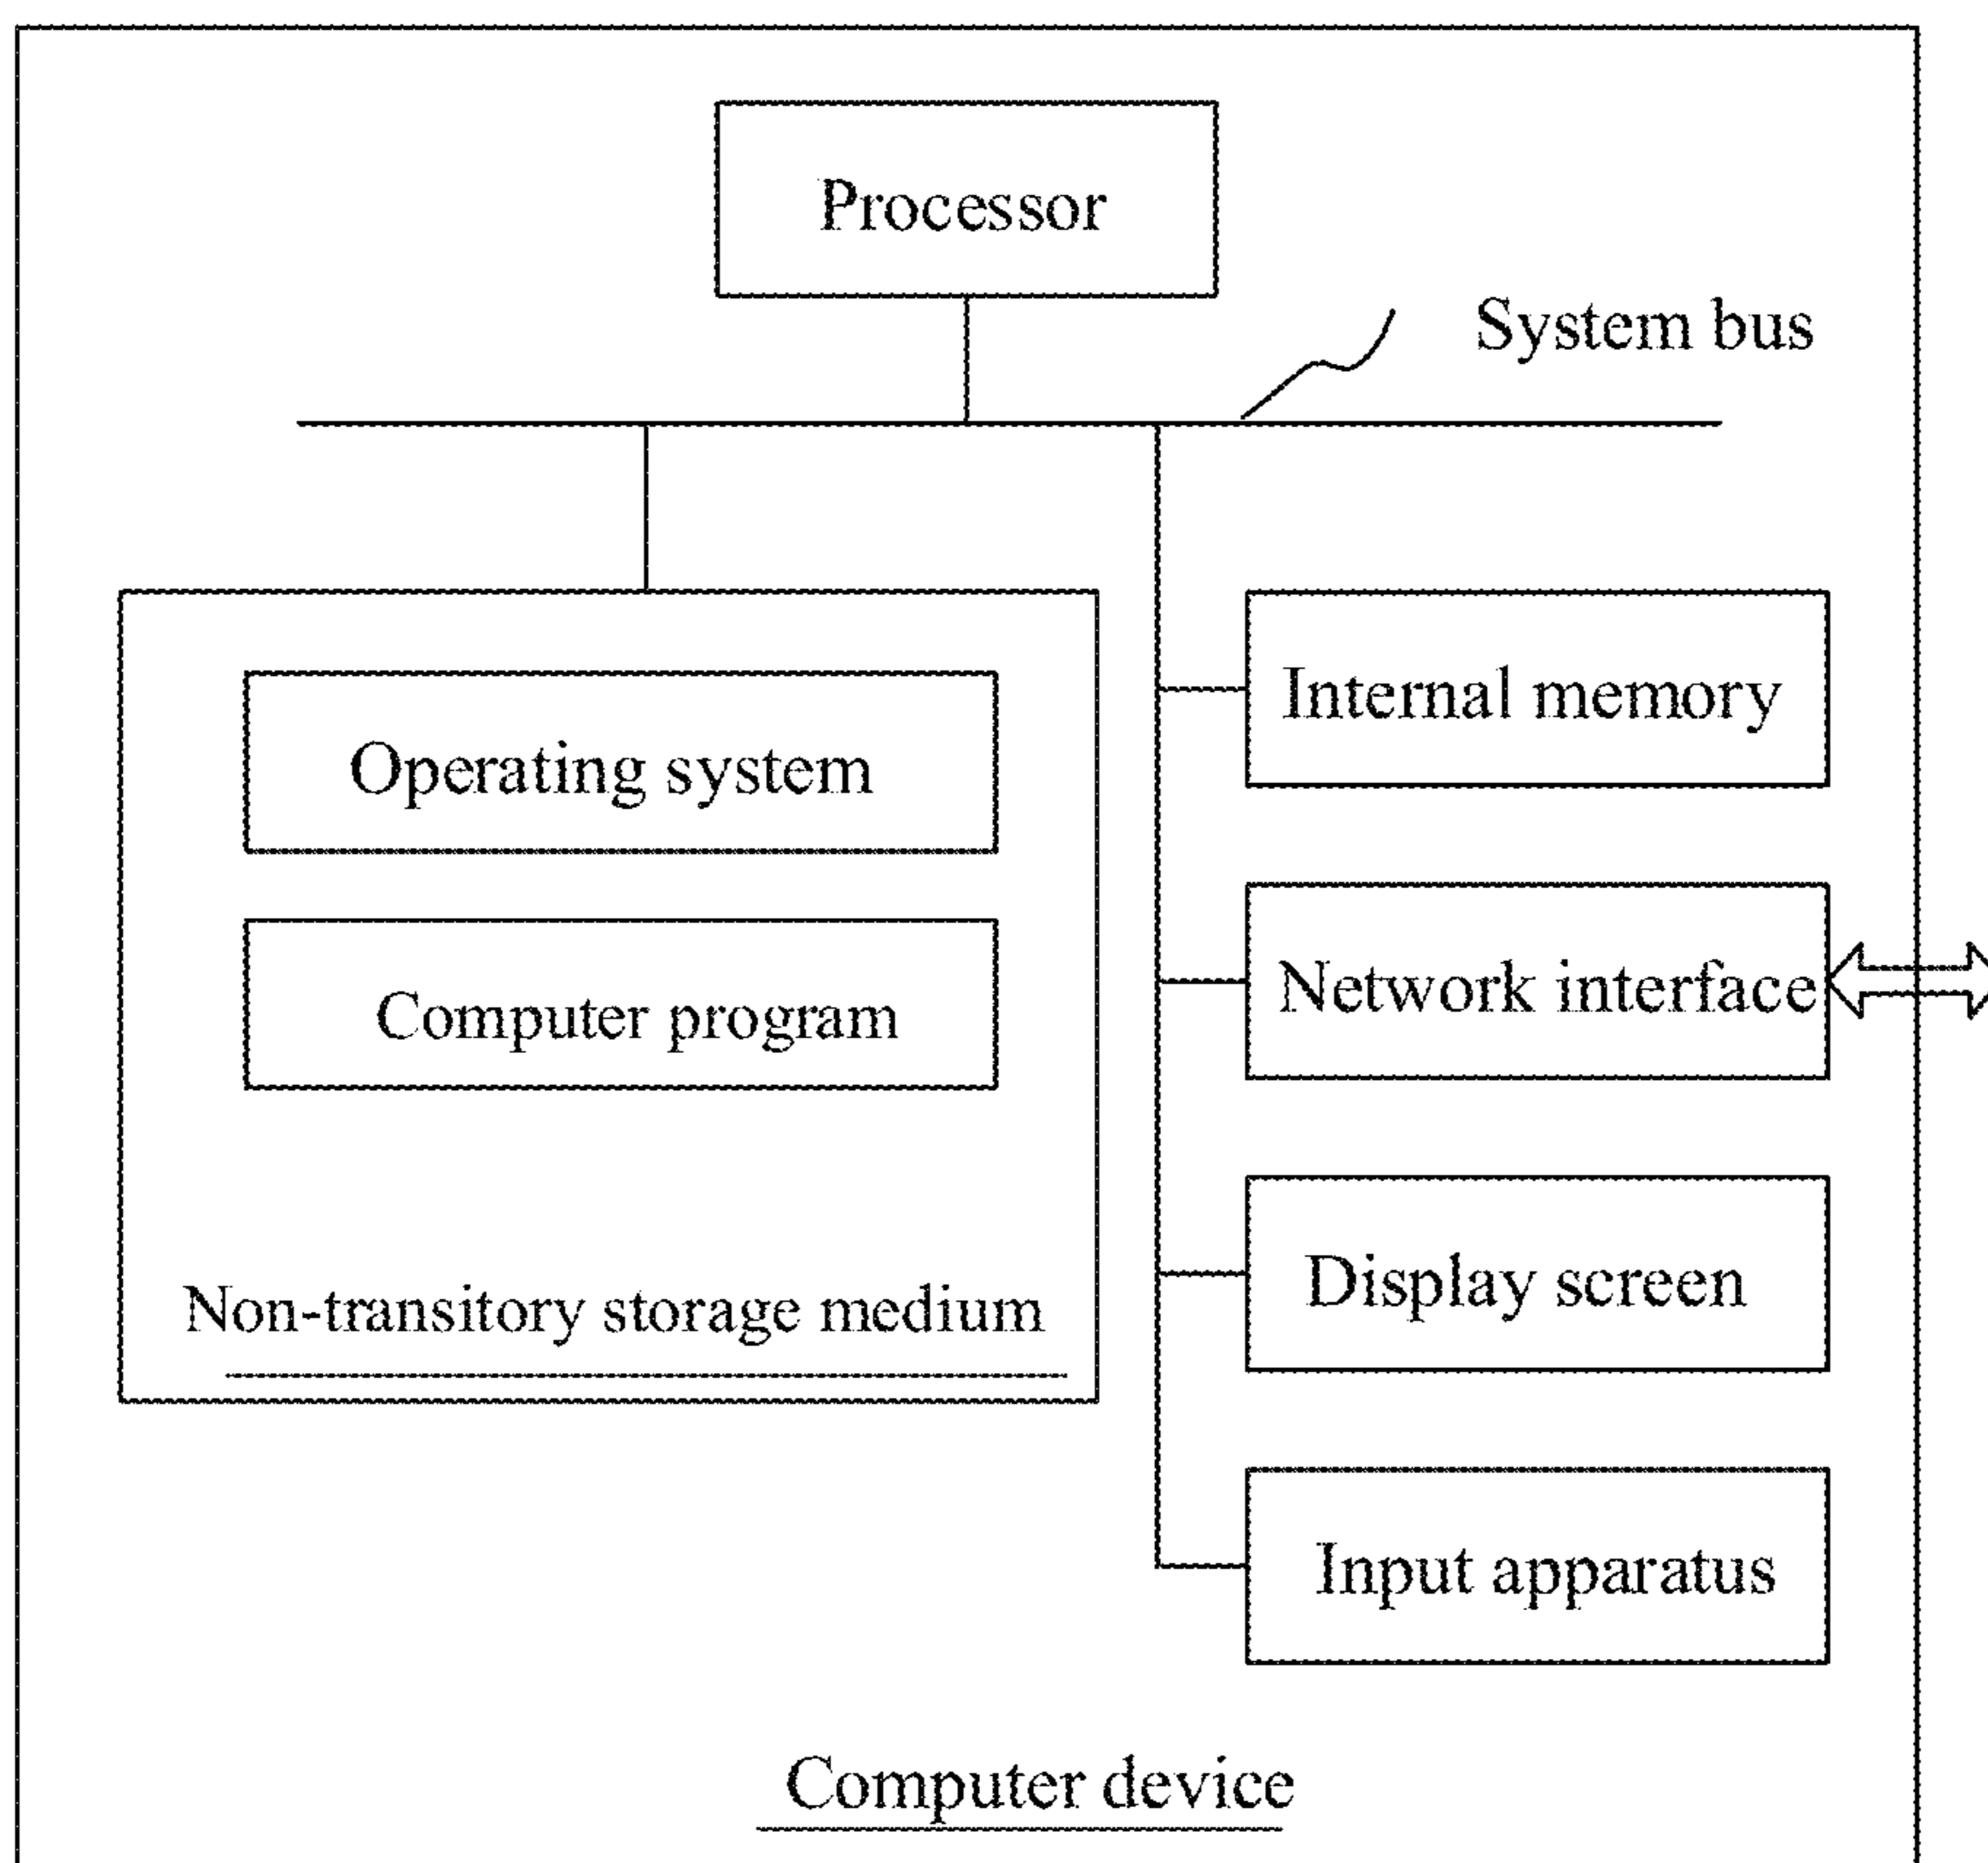 Processor
System bus
Operating system
Computer program
Non-transitory storage medium
Internal memory
Network interface
Display screen
Input apparatus
Computer device